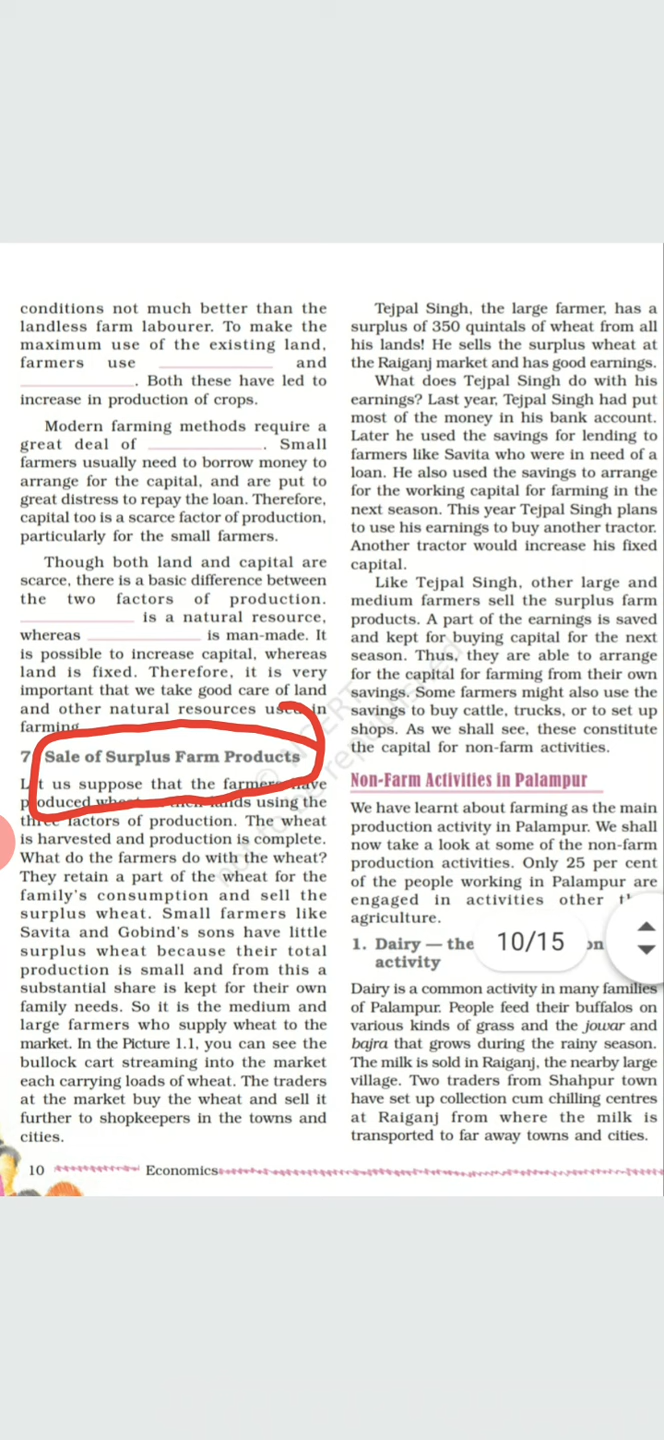 conditions not much better than the
landless farm labourer. To make the
maximum use of the existing land,
farmers use ______________ and
______________. Both these have led to
increase in production of crops.
Modern farming methods require a
great deal of ______________. Small
farmers usually need to borrow money to
arrange for the capital, and are put to
great distress to repay the loan. Therefore,
capital too is a scarce factor of production,
particularly for the small farmers.
Though both land and capital are
scarce, there is a basic difference between
the two factors of production.
______________ is a natural resource,
whereas ______________ is man-made. It
is possible to increase capital, whereas
land is fixed. Therefore, it is very
important that we take good care of land
and other natural resources used in
farming
7 Sale of Surplus Farm Products
Let us suppose that the farmers have
produced wheat on their lands using the
three factors of production. The wheat
is harvested and production is complete.
What do the farmers do with the wheat?
They retain a part of the wheat for the
family's consumption and sell the
surplus wheat. Small farmers like
Savita and Gobind's sons have little
surplus wheat because their total
production is small and from this a
substantial share is kept for their own
family needs. So it is the medium and
large farmers who supply wheat to the
market. In the Picture 1.1, you can see the
bullock cart streaming into the market
each carrying loads of wheat. The traders
at the market buy the wheat and sell it
further to shopkeepers in the towns and
cities.
Tejpal Singh, the large farmer, has a
surplus of 350 quintals of wheat from all
his lands! He sells the surplus wheat at
the Raiganj market and has good earnings.
What does Tejpal Singh do with his
earnings? Last year, Tejpal Singh had put
most of the money in his bank account.
Later he used the savings for lending to
farmers like Savita who were in need of a
loan. He also used the savings to arrange
for the working capital for farming in the
next season. This year Tejpal Singh plans
to use his earnings to buy another tractor.
Another tractor would increase his fixed
capital.
Like Tejpal Singh, other large and
medium farmers sell the surplus farm
products. A part of the earnings is saved
and kept for buying capital for the next
season. Thus, they are able to arrange
for the capital for farming from their own
savings. Some farmers might also use the
savings to buy cattle, trucks, or to set up
shops. As we shall see, these constitute
the capital for non-farm activities.
Non-Farm Activities in Palampur
We have learnt about farming as the main
production activity in Palampur. We shall
now take a look at some of the non-farm
production activities. Only 25 per cent
of the people working in Palampur are
engaged in activities other
agriculture.
1. Dairy — the
activity
10/15
Dairy is a common activity in many families
of Palampur. People feed their buffalos on
various kinds of grass and the jowar and
bajra that grows during the rainy season.
The milk is sold in Raiganj, the nearby large
village. Two traders from Shahpur town
have set up collection cum chilling centres
at Raiganj from where the milk is
transported to far away towns and cities.
10 Economics